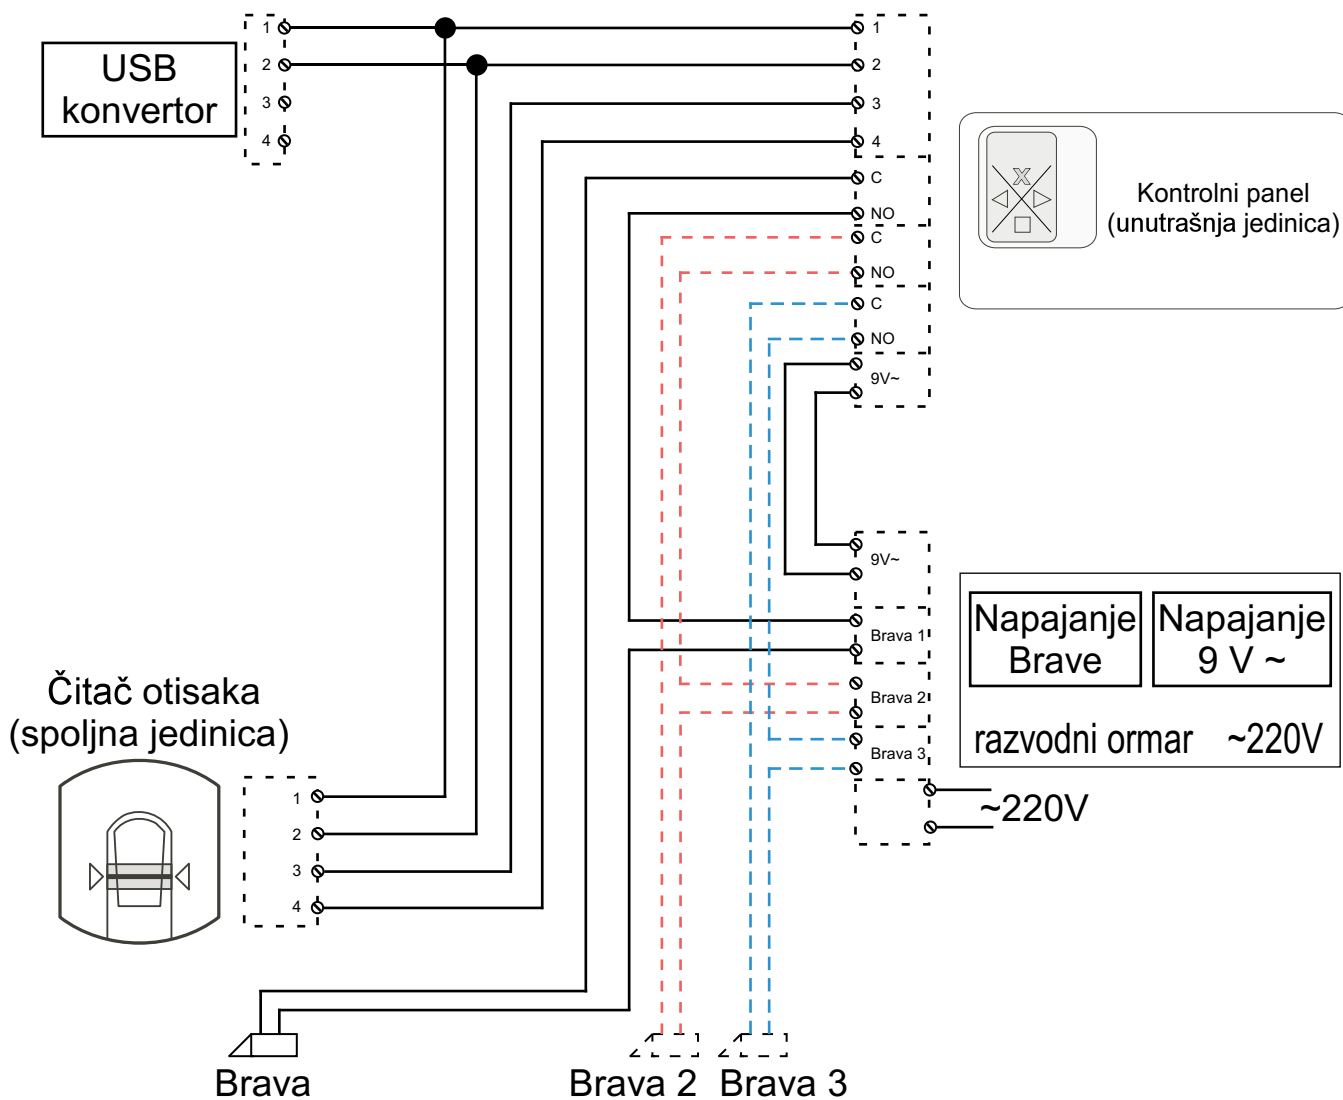 USB
konvertor
1
2
3
4
1
2
3
4
C
NO
C
NO
C
NO
9V~
X
Kontrolni panel
(unutrašnja jedinica)
9V~
Brava 1
Brava 2
Brava 3
Napajanje
Brave
Napajanje
9 V ~
razvodni ormar ~220V
~220V
Čitač otisaka
(spoljna jedinica)
1
2
3
4
Brava
Brava 2
Brava 3